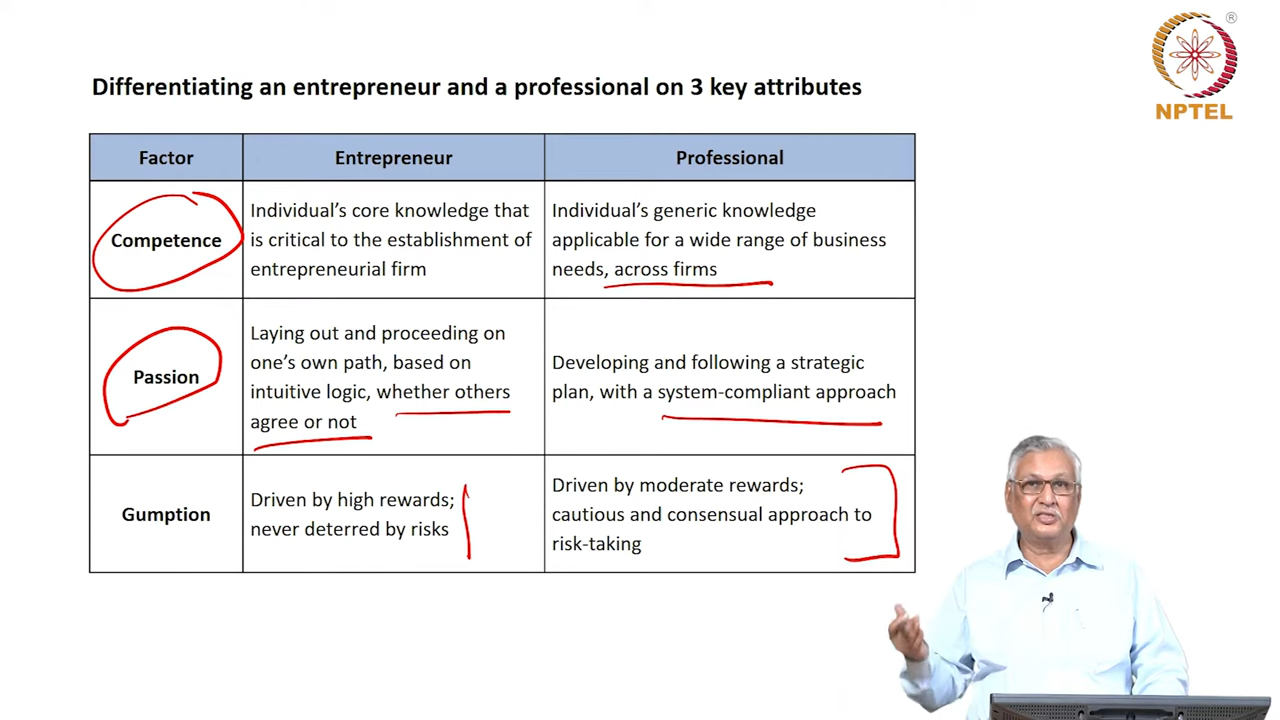 ®
NPTEL
Differentiating an entrepreneur and a professional on 3 key attributes
Factor
Entrepreneur
Professional
Competence
Individual’s core knowledge that
is critical to the establishment of
entrepreneurial firm
Individual’s generic knowledge
applicable for a wide range of business
needs, across firms
Passion
Laying out and proceeding on
one’s own path, based on
intuitive logic, whether others
agree or not
Developing and following a strategic
plan, with a system-compliant approach
Gumption
Driven by high rewards;
never deterred by risks
Driven by moderate rewards;
cautious and consensual approach to
risk-taking